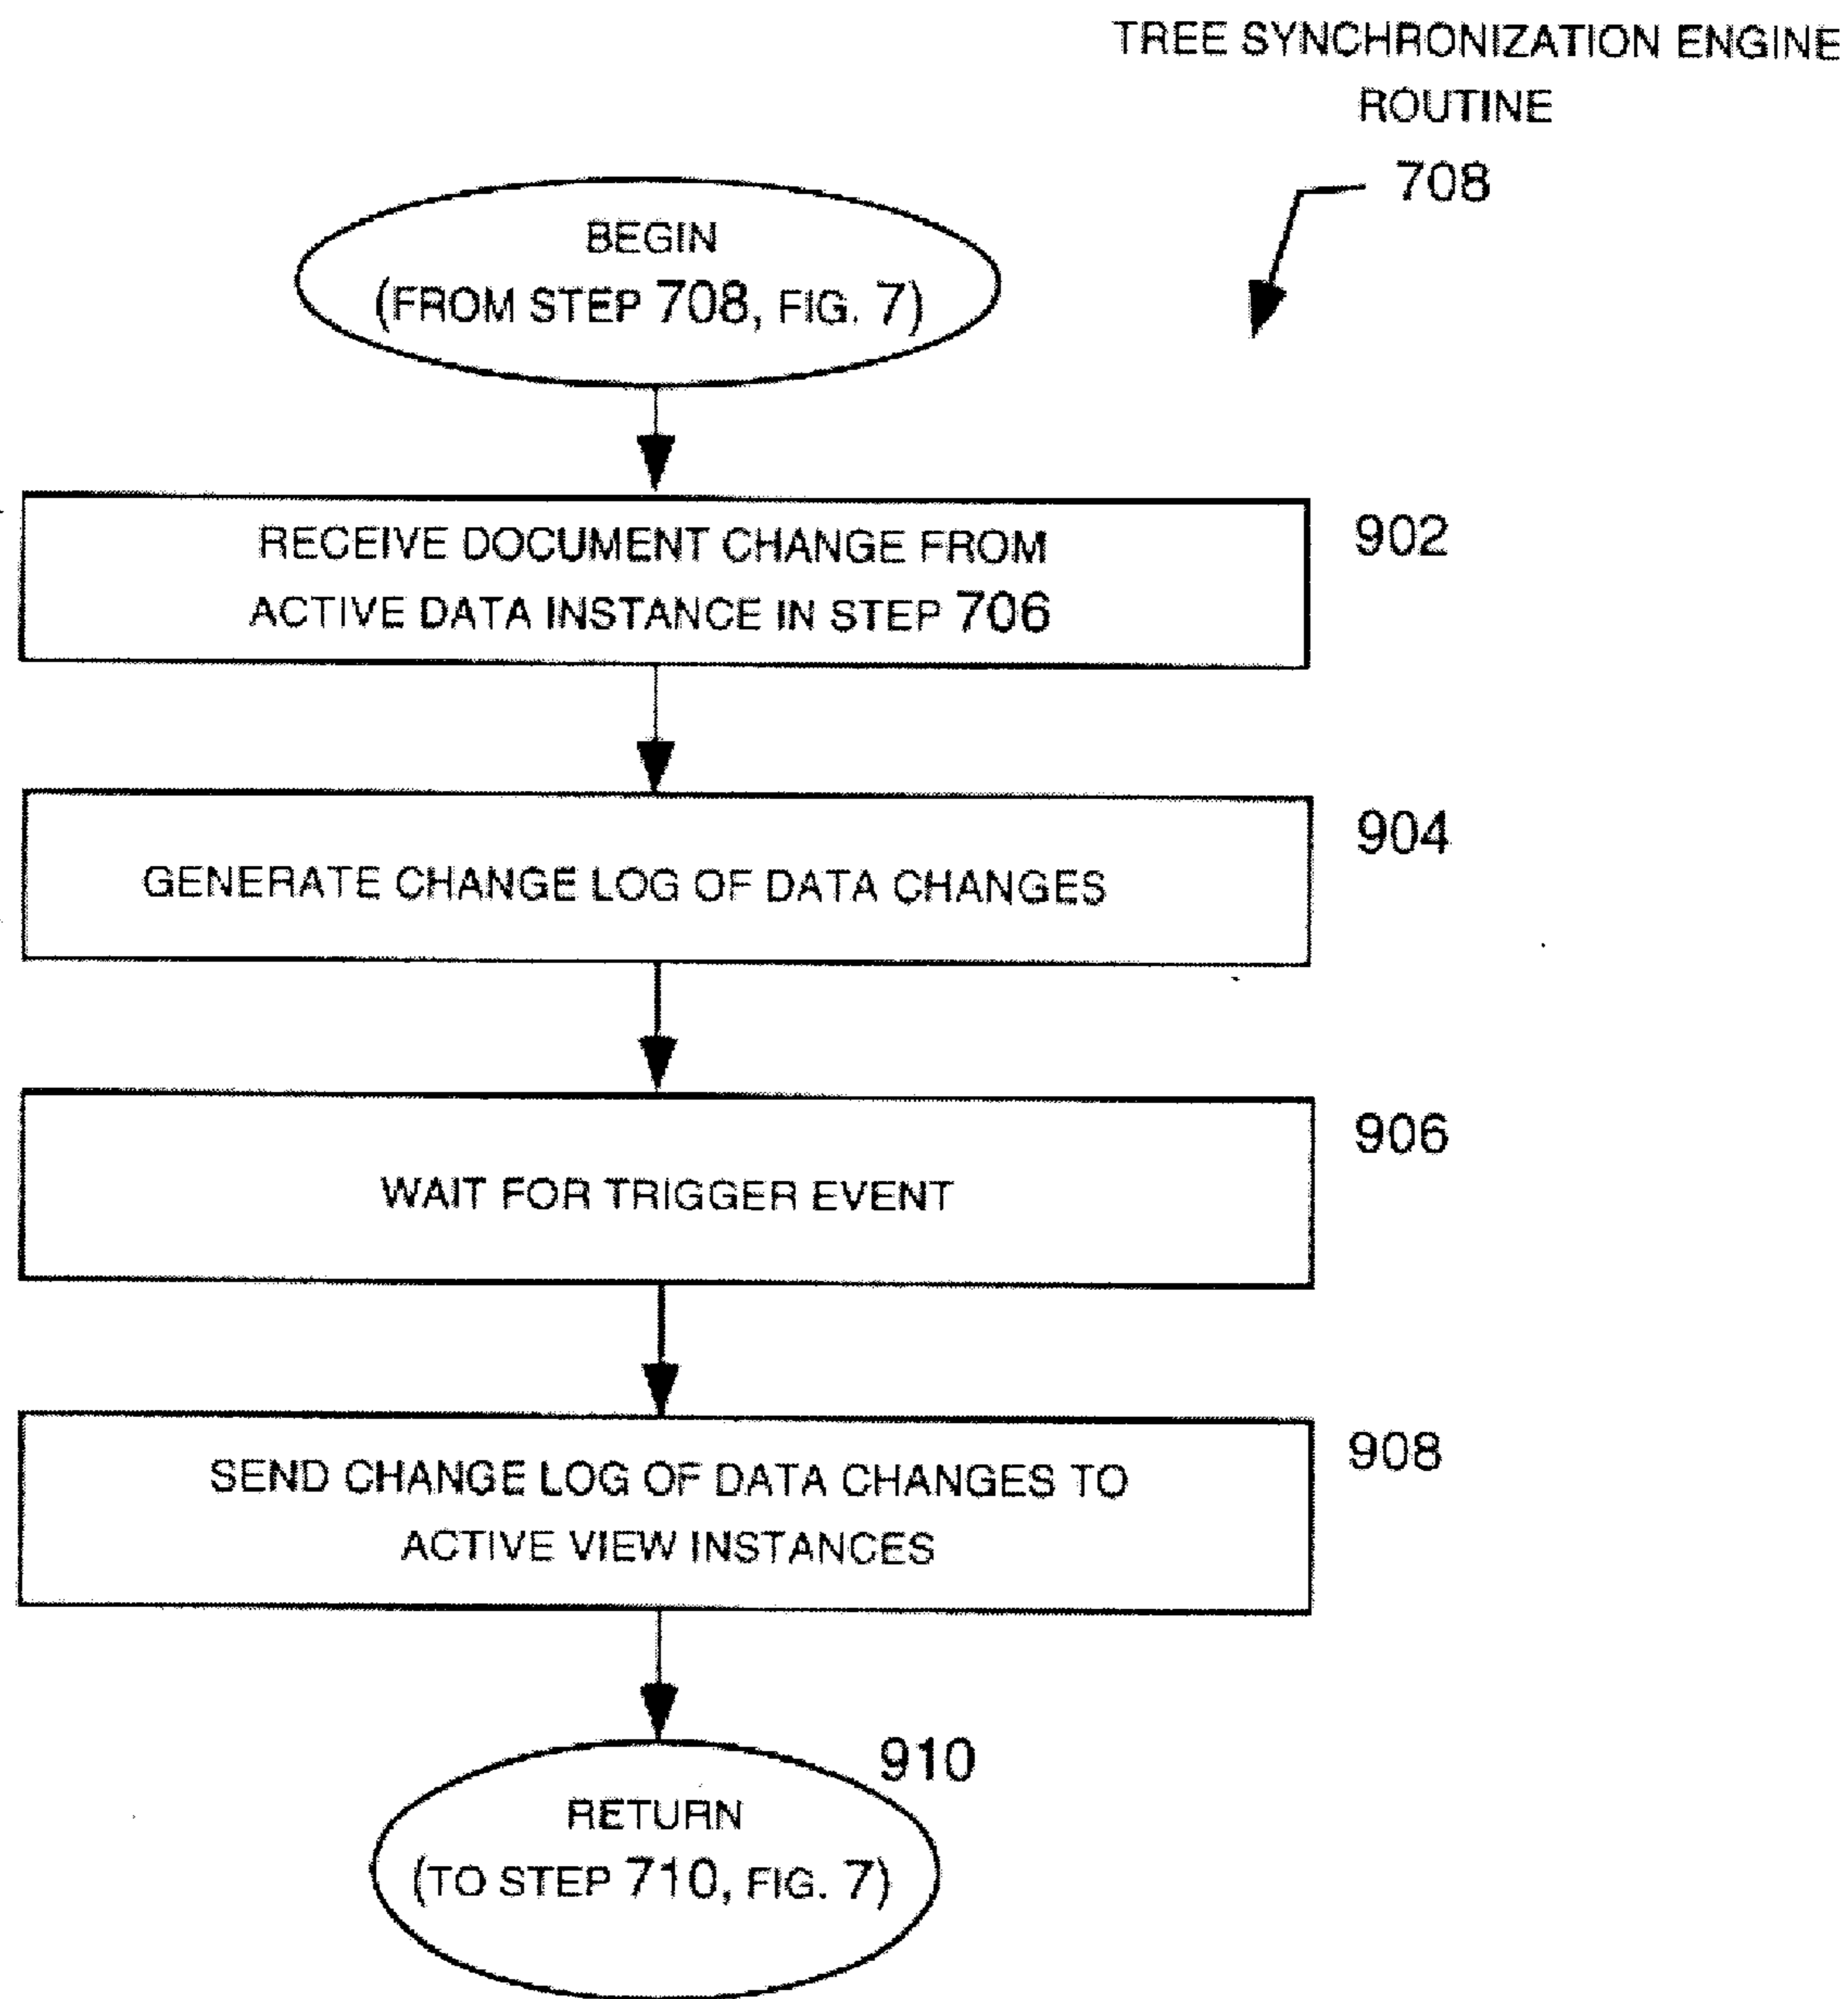 TREE SYNCHRONIZATION ENGINE
ROUTINE
708
BEGIN
(FROM STEP 708, FIG. 7)
RECEIVE DOCUMENT CHANGE FROM
ACTIVE DATA INSTANCE IN STEP 706
902
GENERATE CHANGE LOG OF DATA CHANGES
904
WAIT FOR TRIGGER EVENT
906
SEND CHANGE LOG OF DATA CHANGES TO
ACTIVE VIEW INSTANCES
908
910
RETURN
(TO STEP 710, FIG. 7)